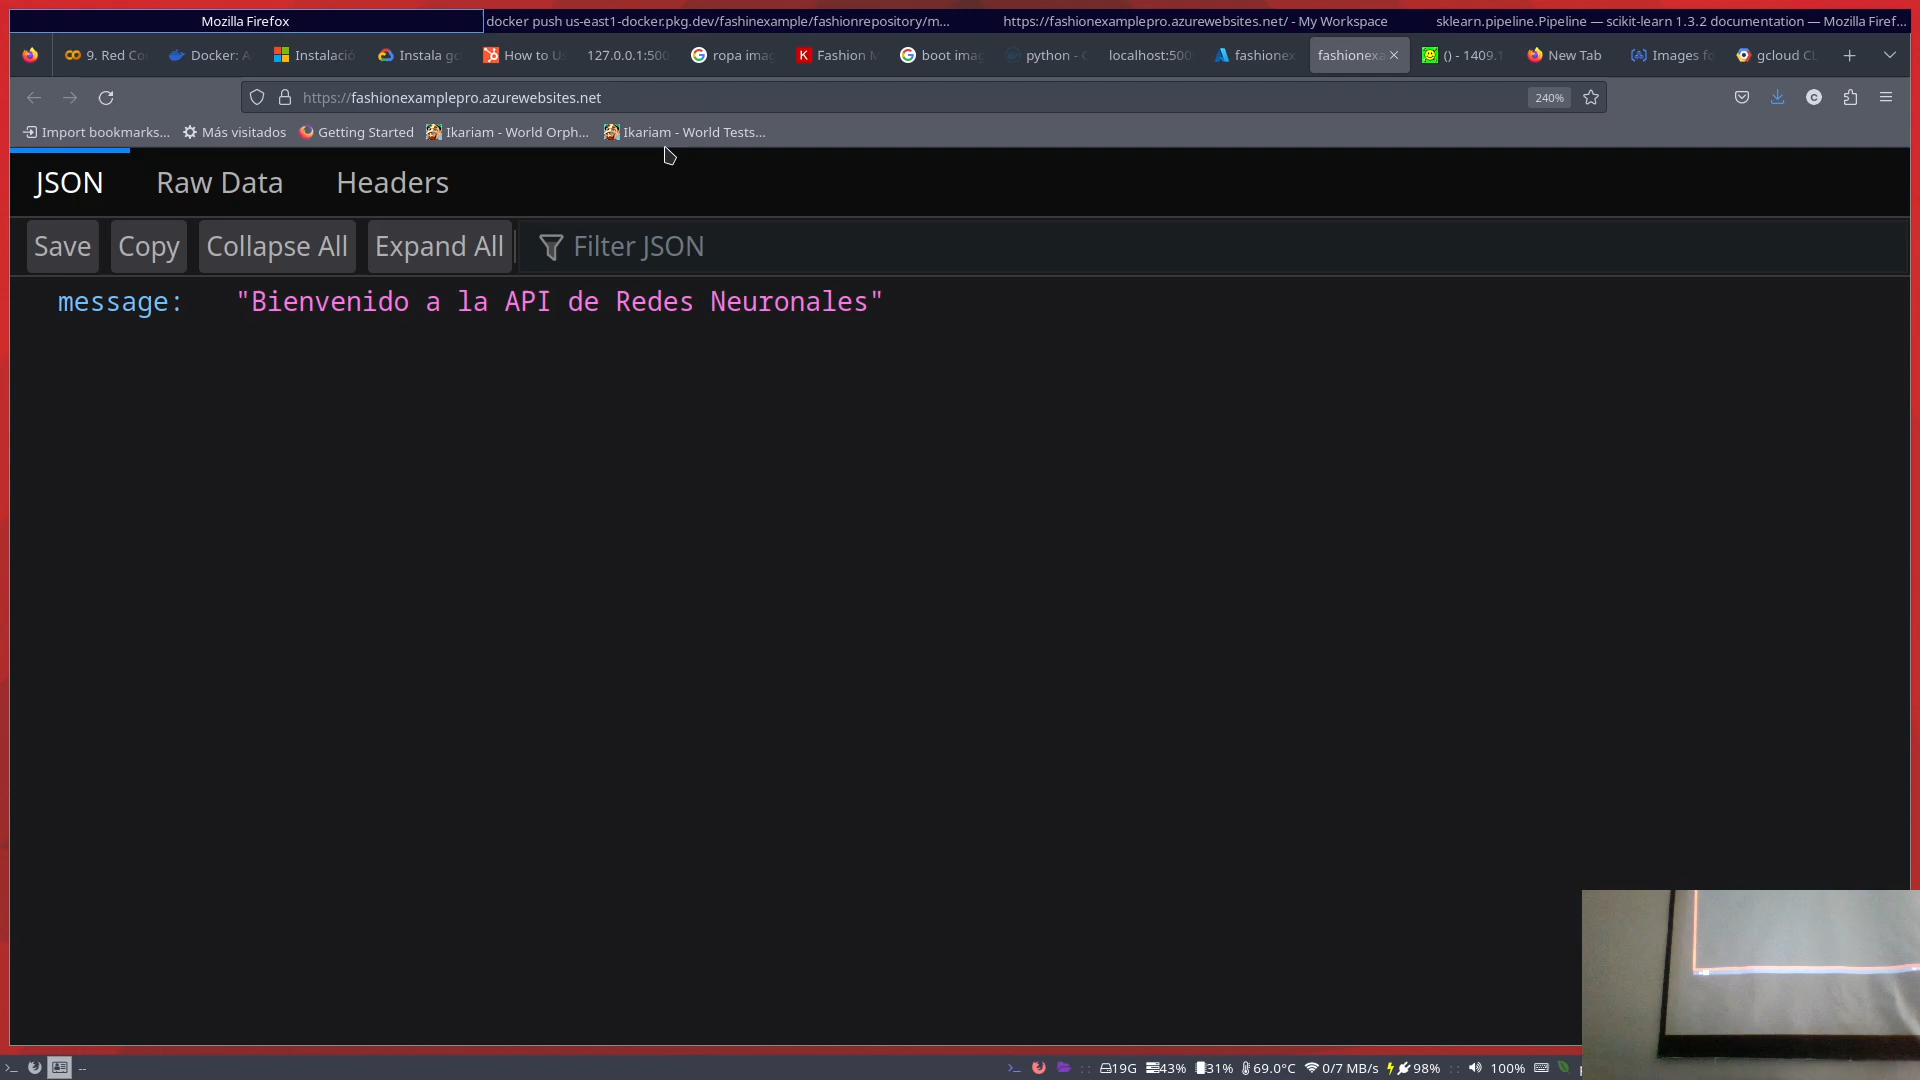 Mozilla Firefox
docker push us-east1-docker.pkg.dev/fashinexample/fashionrepository/m...
https://fashionexamplepro.azurewebsites.net/ - My Workspace
sklearn.pipeline.Pipeline — scikit-learn 1.3.2 documentation — Mozilla Firef...
9. Red Co
Docker: A
Instalació
Instala gc
How to Us
127.0.0.1:500
ropa imag
Fashion M
boot imag
python - C
localhost:500
fashionex
fashionexa
() - 1409.1
New Tab
Images fo
gcloud CL
https://fashionexamplepro.azurewebsites.net
240%
Import bookmarks...
Más visitados
Getting Started
Ikariam - World Orph...
Ikariam - World Tests...
JSON Raw Data Headers
Save Copy Collapse All Expand All Filter JSON
message: "Bienvenido a la API de Redes Neuronales"
-- 19G 43% 31% 69.0°C 0/7 MB/s 98% :: 100%